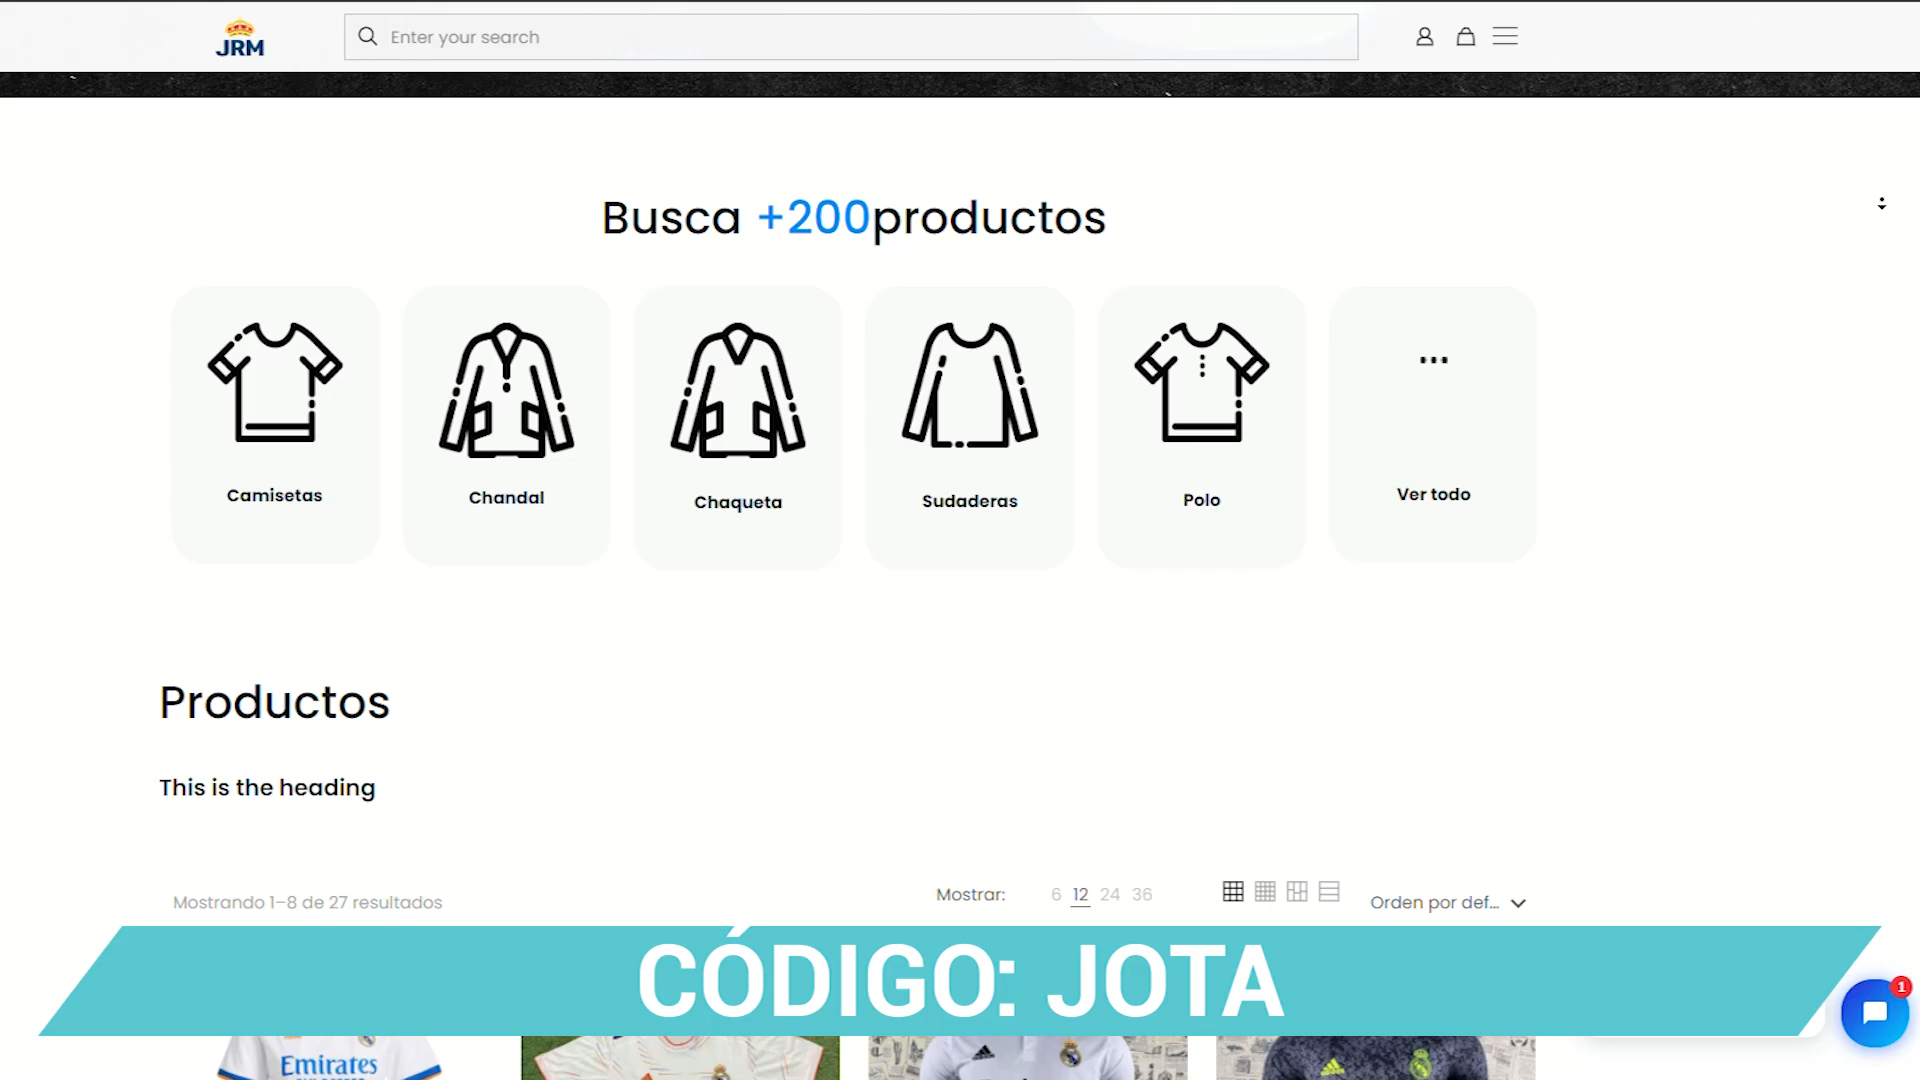 JRM
Enter your search
Busca +200productos
Camisetas
Chandal
Chaqueta
Sudaderas
Polo
...
Ver todo
Productos
This is the heading
Mostrando 1–8 de 27 resultados
Mostrar: 6 12 24 36
Orden por def...
CÓDIGO: JOTA
1
Emirates